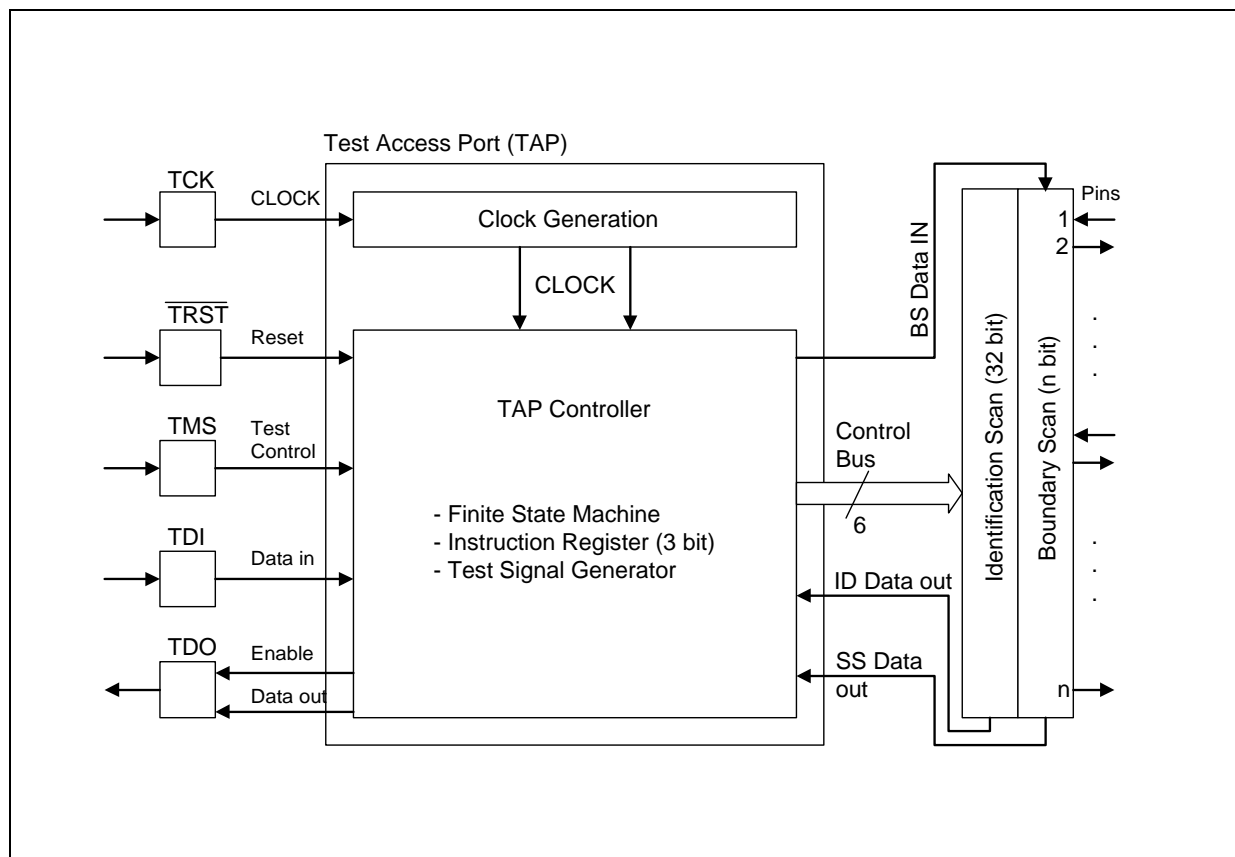 Test Access Port (TAP)
TCK
CLOCK
Clock Generation
CLOCK
TRST
Reset
TAP Controller
- Finite State Machine
- Instruction Register (3 bit)
- Test Signal Generator
TMS
Test
Control
TDI
Data in
TDO
Enable
Data out
BS Data IN
Control
Bus
6
ID Data out
SS Data
out
Identification Scan (32 bit)
Boundary Scan (n bit)
Pins
1
2
.
.
.
.
.
.
n